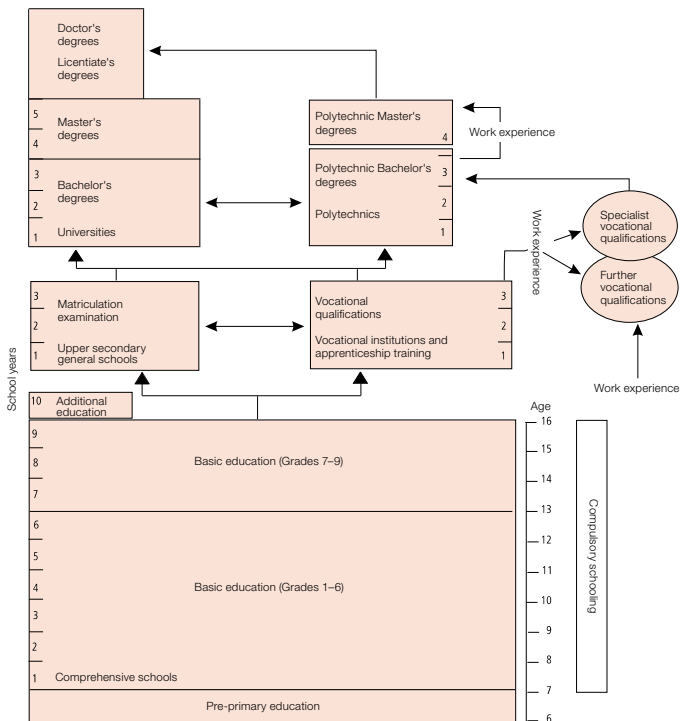 Doctor's
degrees
Licentiate's
degrees
5
4
Master's
degrees
3
2
1
Bachelor's
degrees
Universities
Polytechnic Master's
degrees
4
Work experience
Polytechnic Bachelor's
degrees
Polytechnics
3
2
1
Work experience
Specialist
vocational
qualifications
Further
vocational
qualifications
Work experience
3
2
1
Matriculation
examination
Upper secondary
general schools
Vocational
qualifications
Vocational institutions and
apprenticeship training
3
2
1
School years
10 Additional
education
9
8
7
Basic education (Grades 7–9)
6
5
4
3
2
1
Basic education (Grades 1–6)
Comprehensive schools
Pre-primary education
Age
16
15
14
13
12
11
10
9
8
7
6
Compulsory schooling